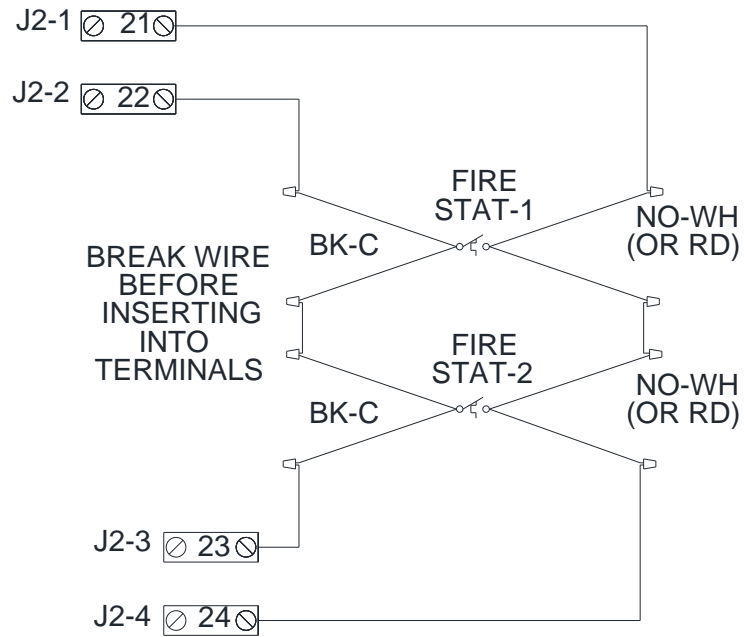 J2-1 21
J2-2 22
FIRE
STAT-1
BK-C
NO-WH
(OR RD)
BREAK WIRE
BEFORE
INSERTING
INTO
TERMINALS
FIRE
STAT-2
BK-C
NO-WH
(OR RD)
J2-3 23
J2-4 24